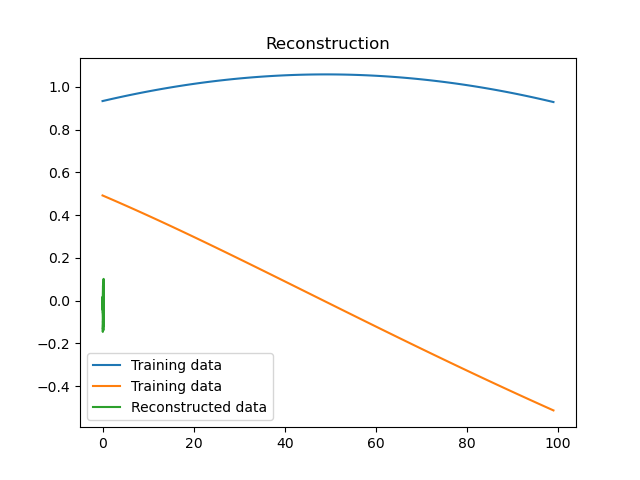 Reconstruction
1.0
0.8
0.6
0.4
0.2
0.0
−0.2
−0.4
Training data
Training data
Reconstructed data
0 20 40 60 80 100